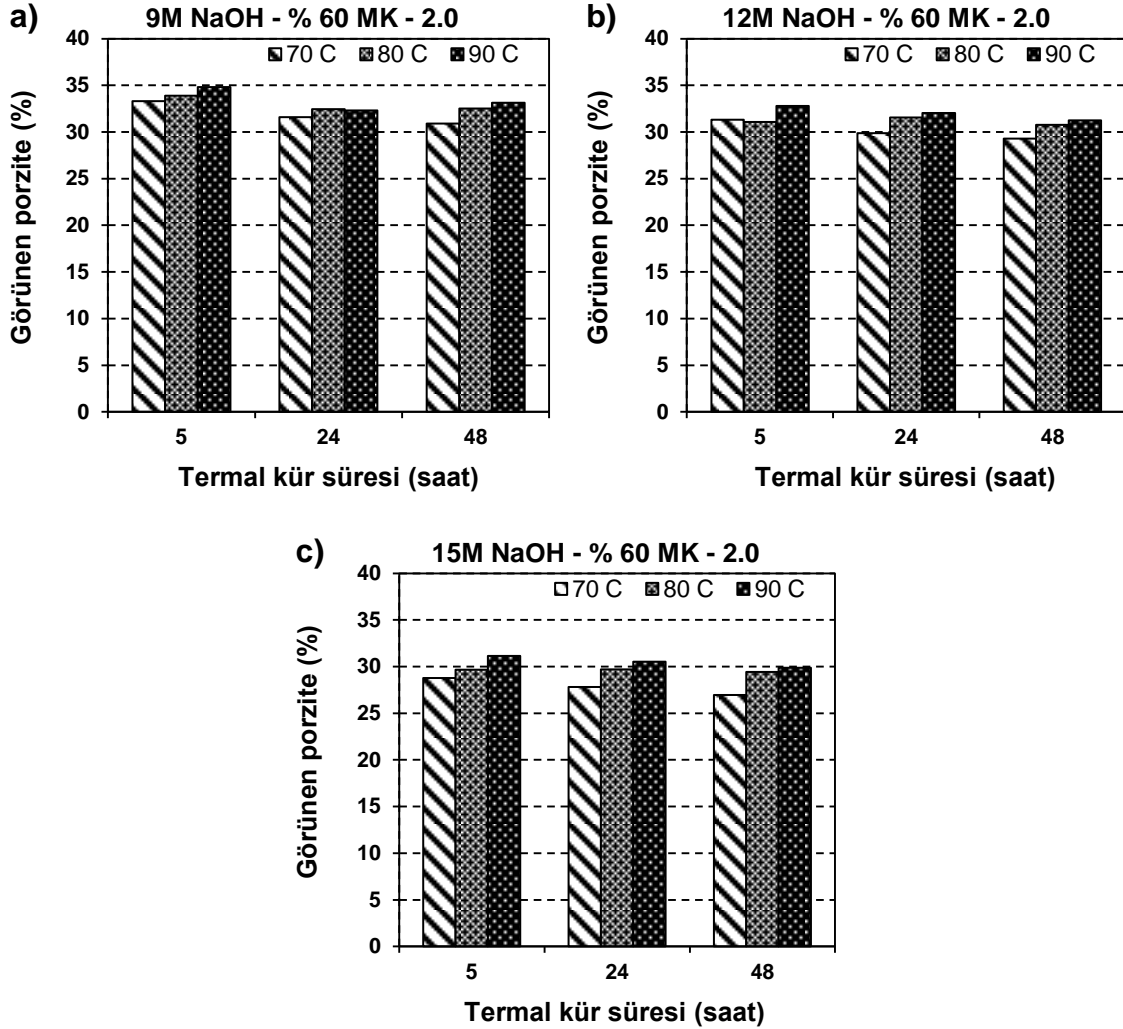 a)
9M NaOH - % 60 MK - 2.0
70 C 80 C 90 C
40
35
30
25
20
15
10
5
0
Görünen porzite (%)
5 24 48
Termal kür süresi (saat)
b)
12M NaOH - % 60 MK - 2.0
70 C 80 C 90 C
40
35
30
25
20
15
10
5
0
Görünen porzite (%)
5 24 48
Termal kür süresi (saat)
c)
15M NaOH - % 60 MK - 2.0
70 C 80 C 90 C
40
35
30
25
20
15
10
5
0
Görünen porzite (%)
5 24 48
Termal kür süresi (saat)